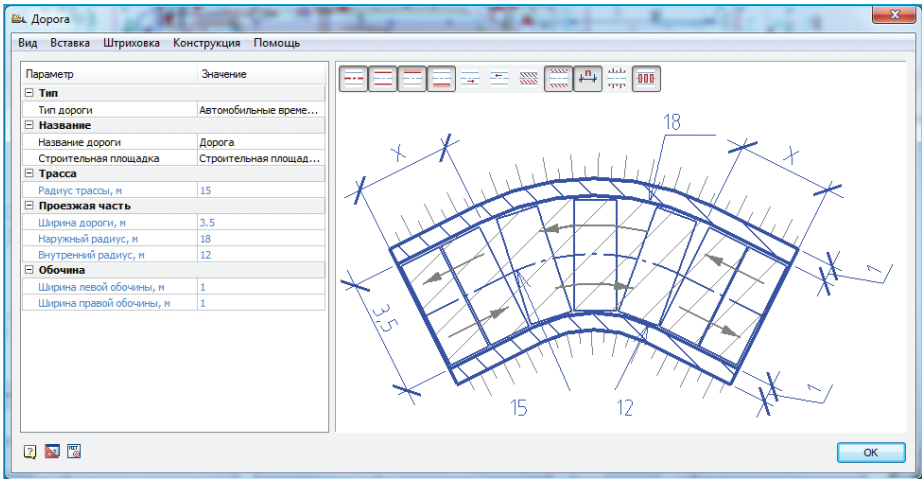 Дорога
Вид Вставка Штриховка Конструкция Помощь
Параметр Значение
Тип
Тип дороги Автомобильные време...
Название
Название дороги Дорога
Строительная площадка Строительная площад...
Трасса
Радиус трассы, м 15
Проезжая часть
Ширина дороги, м 3.5
Наружный радиус, м 18
Внутренний радиус, м 12
Обочина
Ширина левой обочины, м 1
Ширина правой обочины, м 1
n
18
X
X
1
3.5
1
15
12
OK